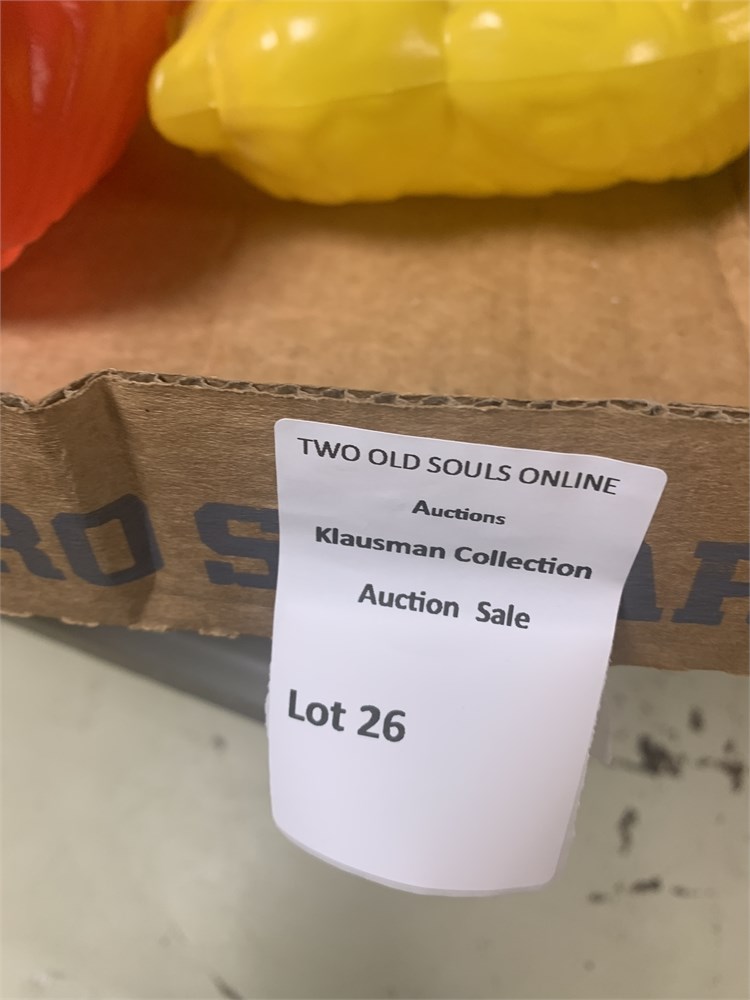 TWO OLD SOULS ONLINE
Auctions
Klausman Collection
Auction Sale
Lot 26